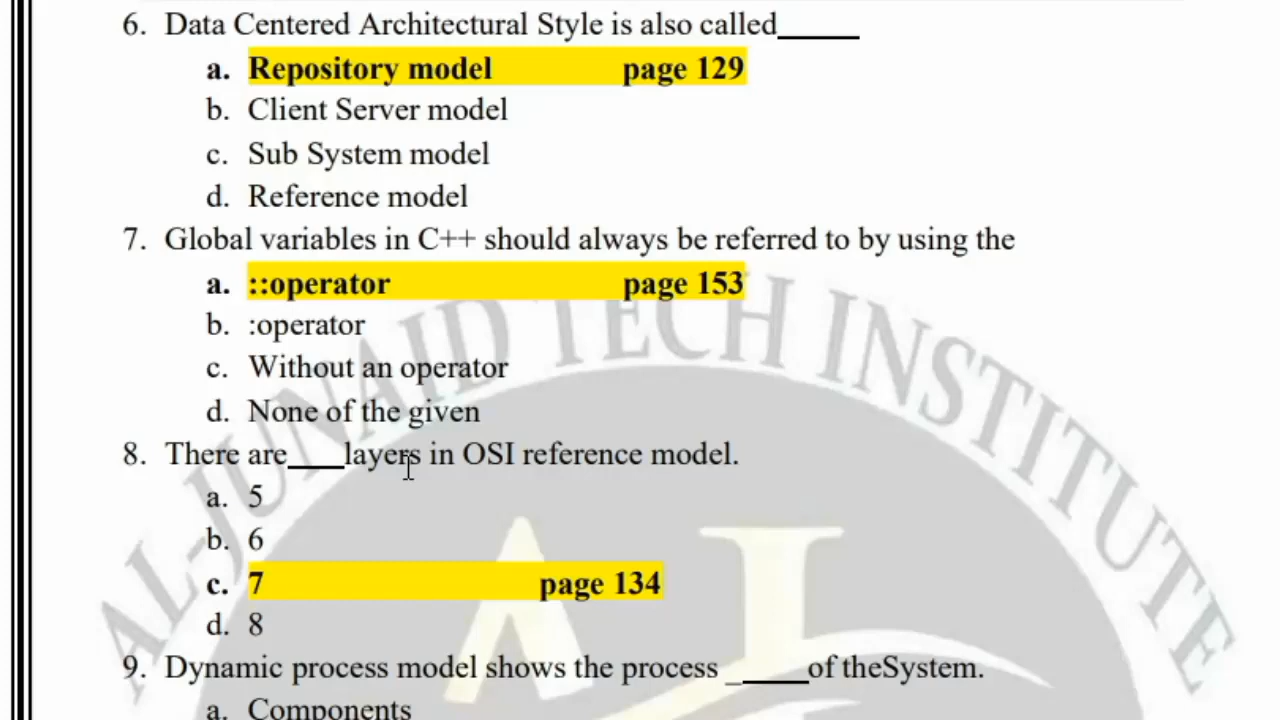 6. Data Centered Architectural Style is also called_____
a. Repository model page 129
b. Client Server model
c. Sub System model
d. Reference model
7. Global variables in C++ should always be referred to by using the
a. ::operator page 153
b. :operator
c. Without an operator
d. None of the given
8. There are____layers in OSI reference model.
a. 5
b. 6
c. 7 page 134
d. 8
9. Dynamic process model shows the process _____of theSystem.
a. Components
AL-JUNAID TECH INSTITUTE